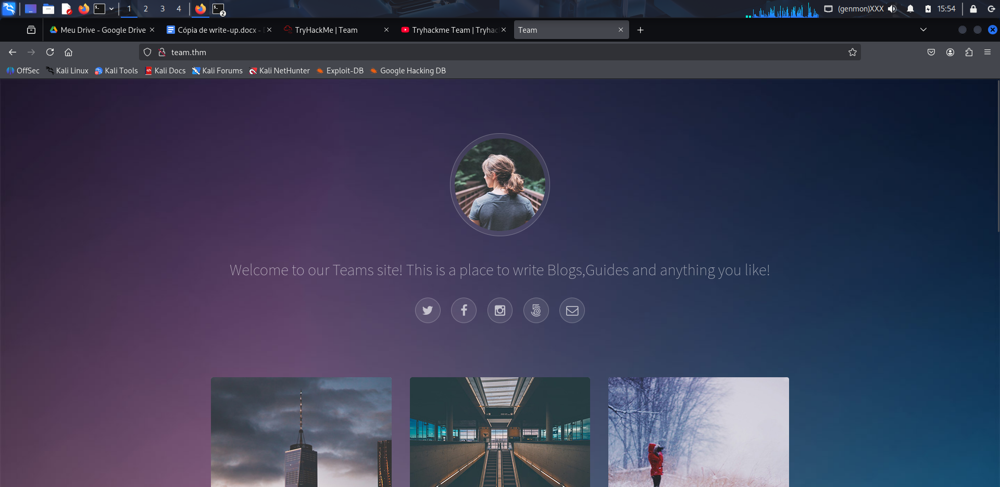 1 2 3 4 2 (genmon)XXX 15:54
Meu Drive - Google Drive Cópia de write-up.docx - TryHackMe | Team Tryhackme Team | Tryhac Team
team.thm
OffSec Kali Linux Kali Tools Kali Docs Kali Forums Kali NetHunter Exploit-DB Google Hacking DB
Welcome to our Teams site! This is a place to write Blogs,Guides and anything you like!